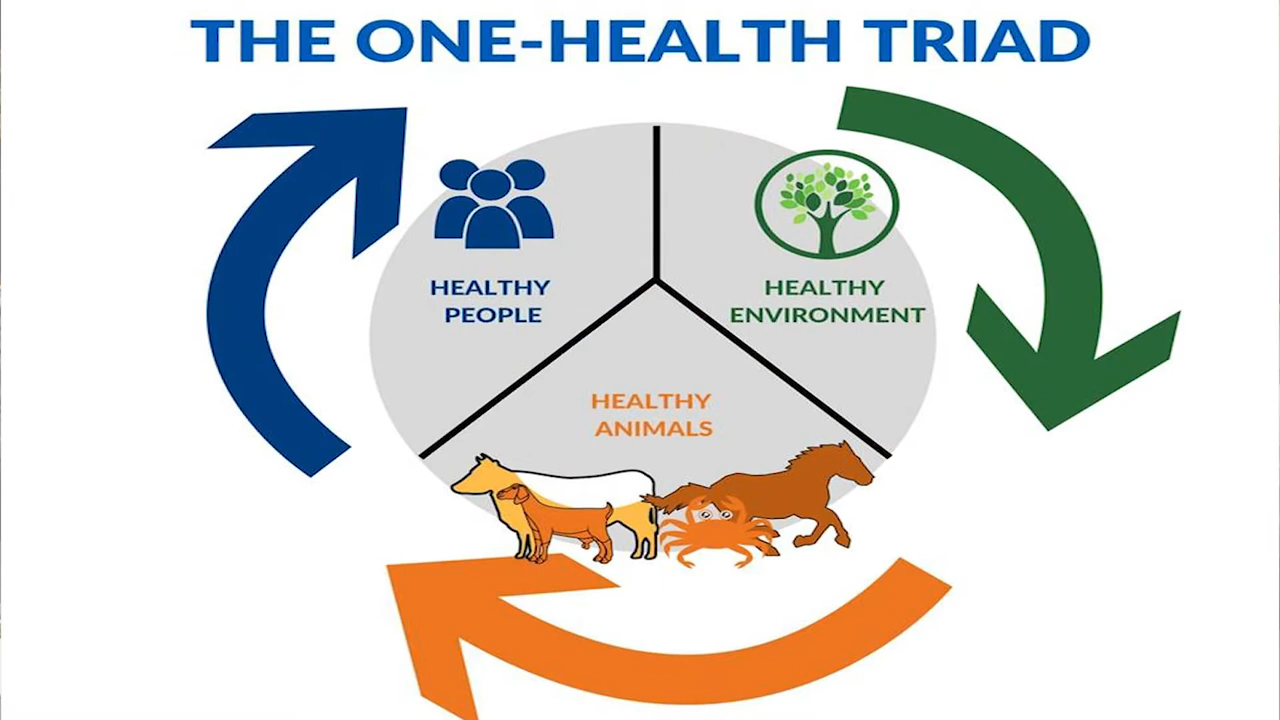 THE ONE-HEALTH TRIAD
HEALTHY
PEOPLE
HEALTHY
ENVIRONMENT
HEALTHY
ANIMALS